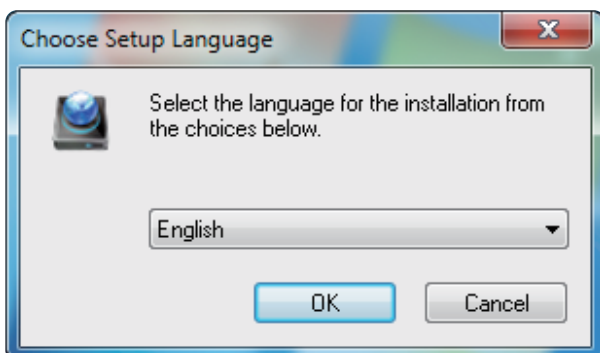 Choose Setup Language
Select the language for the installation from
the choices below.
English
OK
Cancel